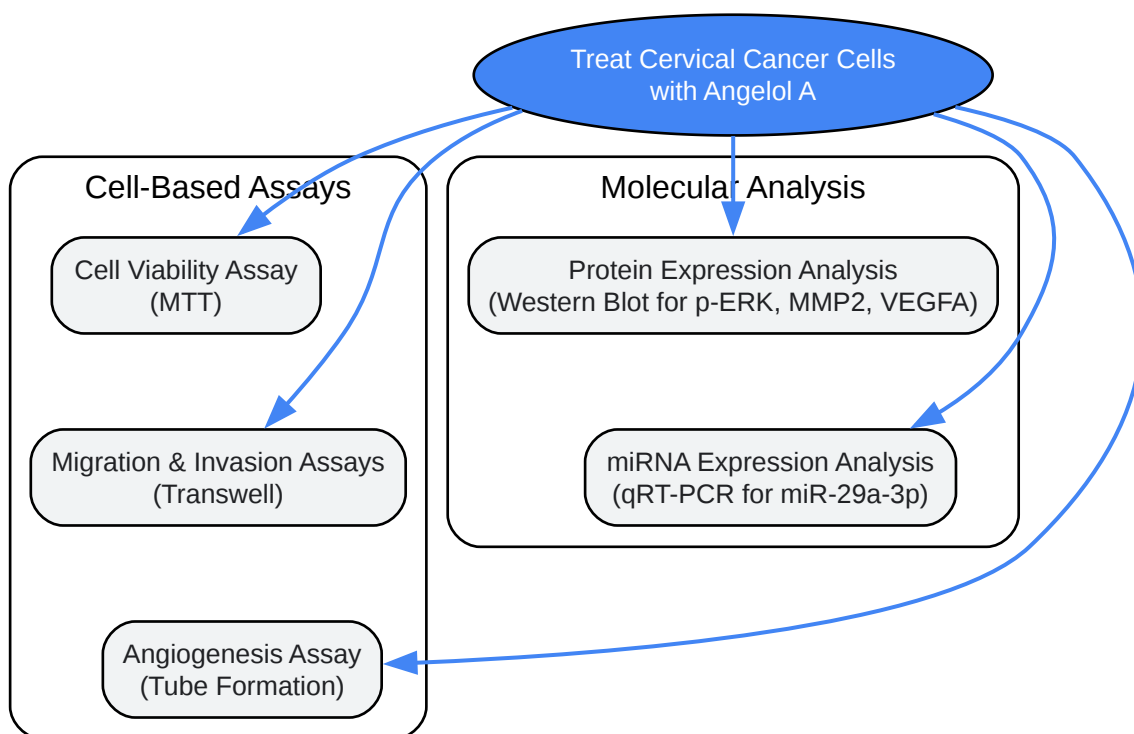 Treat Cervical Cancer Cells
with Angelol A
Cell-Based Assays
Cell Viability Assay
(MTT)
Migration & Invasion Assays
(Transwell)
Angiogenesis Assay
(Tube Formation)
Molecular Analysis
Protein Expression Analysis
(Western Blot for p-ERK, MMP2, VEGFA)
miRNA Expression Analysis
(qRT-PCR for miR-29a-3p)